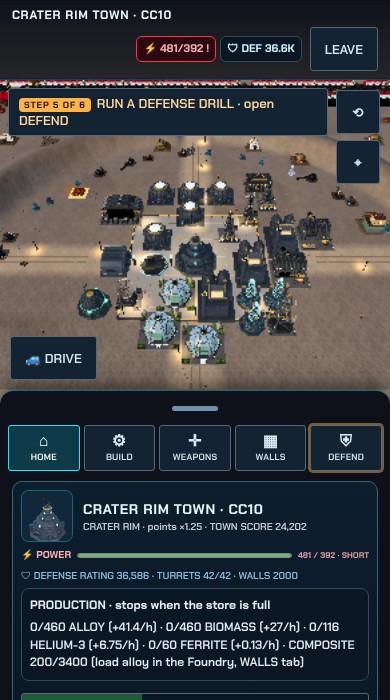 CRATER RIM TOWN · CC10
⚡ 481/392 !
DEF 36.6K
LEAVE
STEP 5 OF 6 RUN A DEFENSE DRILL · open
DEFEND
DRIVE
HOME
BUILD
WEAPONS
WALLS
DEFEND
CRATER RIM TOWN · CC10
CRATER RIM · points ×1.25 · TOWN SCORE 24,202
⚡ POWER
481 / 392 · SHORT
DEFENSE RATING 36,586 · TURRETS 42/42 · WALLS 2000
PRODUCTION · stops when the store is full
0/460 ALLOY (+41.4/h) · 0/460 BIOMASS (+27/h) · 0/116
HELIUM-3 (+6.75/h) · 0/60 FERRITE (+0.13/h) · COMPOSITE
200/3400 (load alloy in the Foundry, WALLS tab)